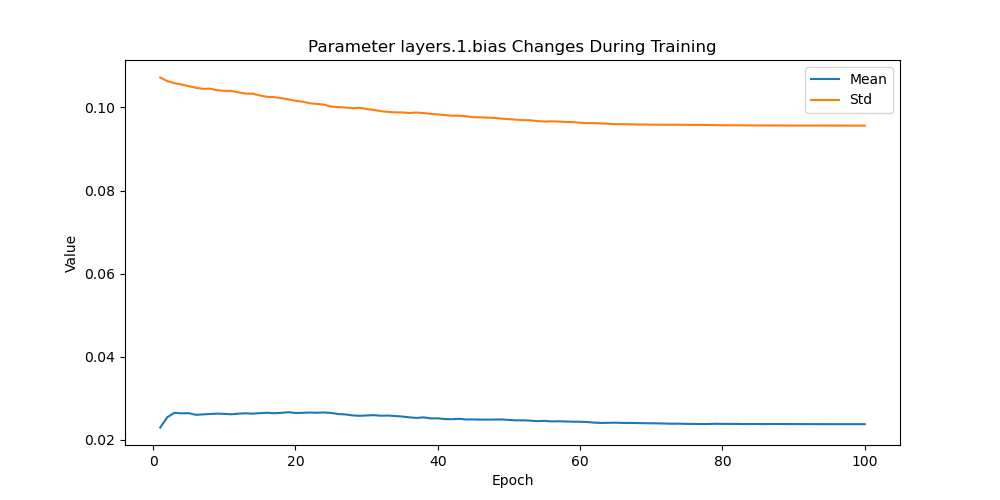 Parameter layers.1.bias Changes During Training
Mean
Std
Value
0.10
0.08
0.06
0.04
0.02
0
20
40
60
80
100
Epoch